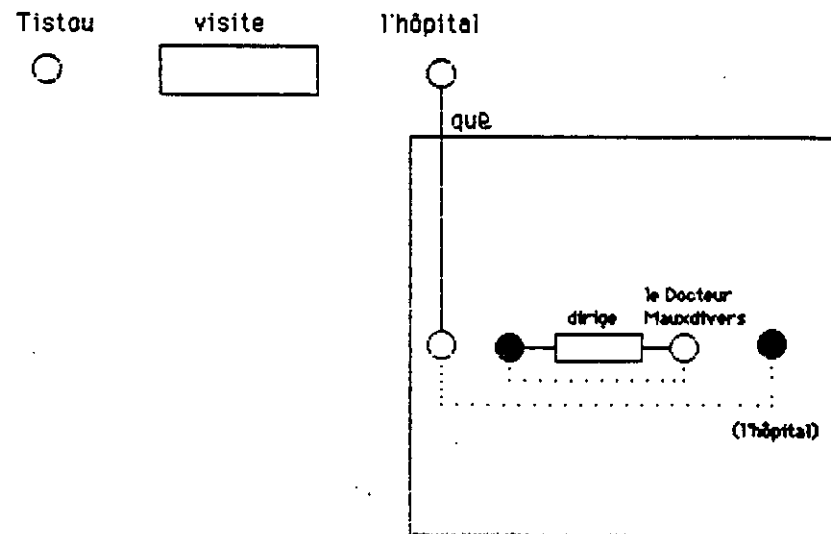 Tistou visite l'hôpital
que
le Docteur
dirige Mauxdivers
(l'hôpital)